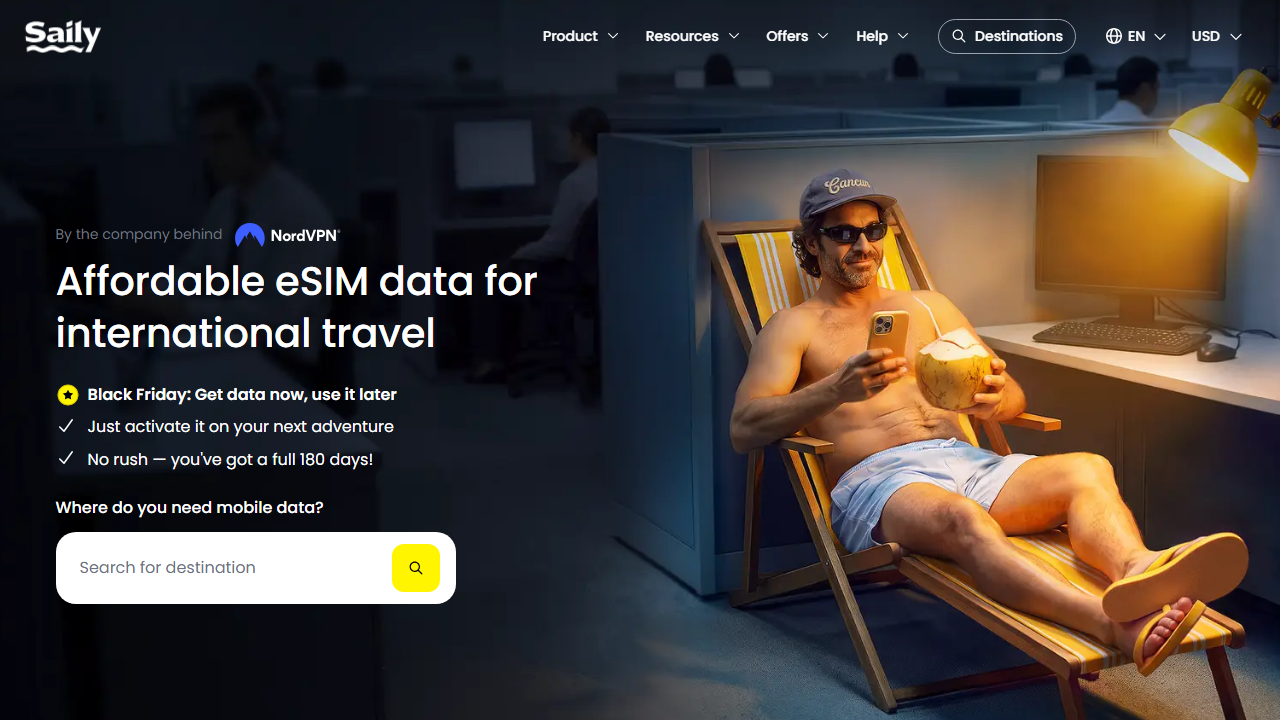 Saily
Product
Resources
Offers
Help
Destinations
EN
USD
By the company behind NordVPN®
Affordable eSIM data for
international travel
Black Friday: Get data now, use it later
Just activate it on your next adventure
No rush — you've got a full 180 days!
Where do you need mobile data?
Search for destination
Cancun